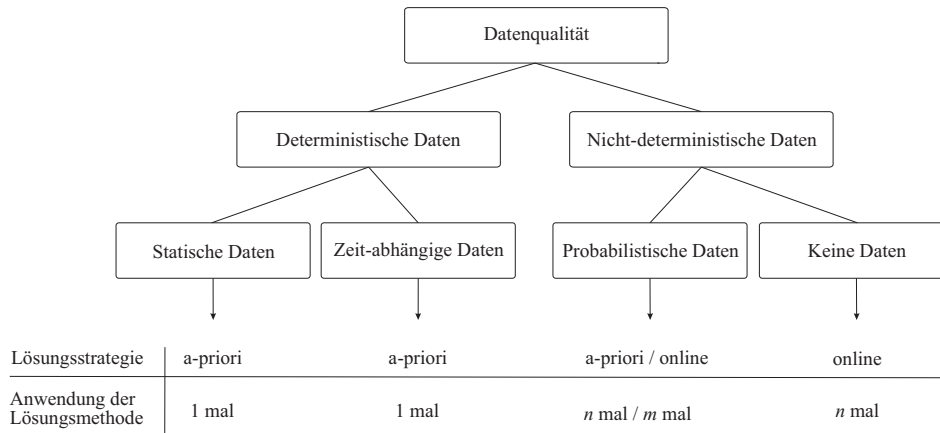 Datenqualität
Deterministische Daten
Nicht-deterministische Daten
Statische Daten
Zeit-abhängige Daten
Probabilistische Daten
Keine Daten
Lösungsstrategie a-priori a-priori a-priori / online online
Anwendung der
Lösungsmethode 1 mal 1 mal n mal / m mal n mal